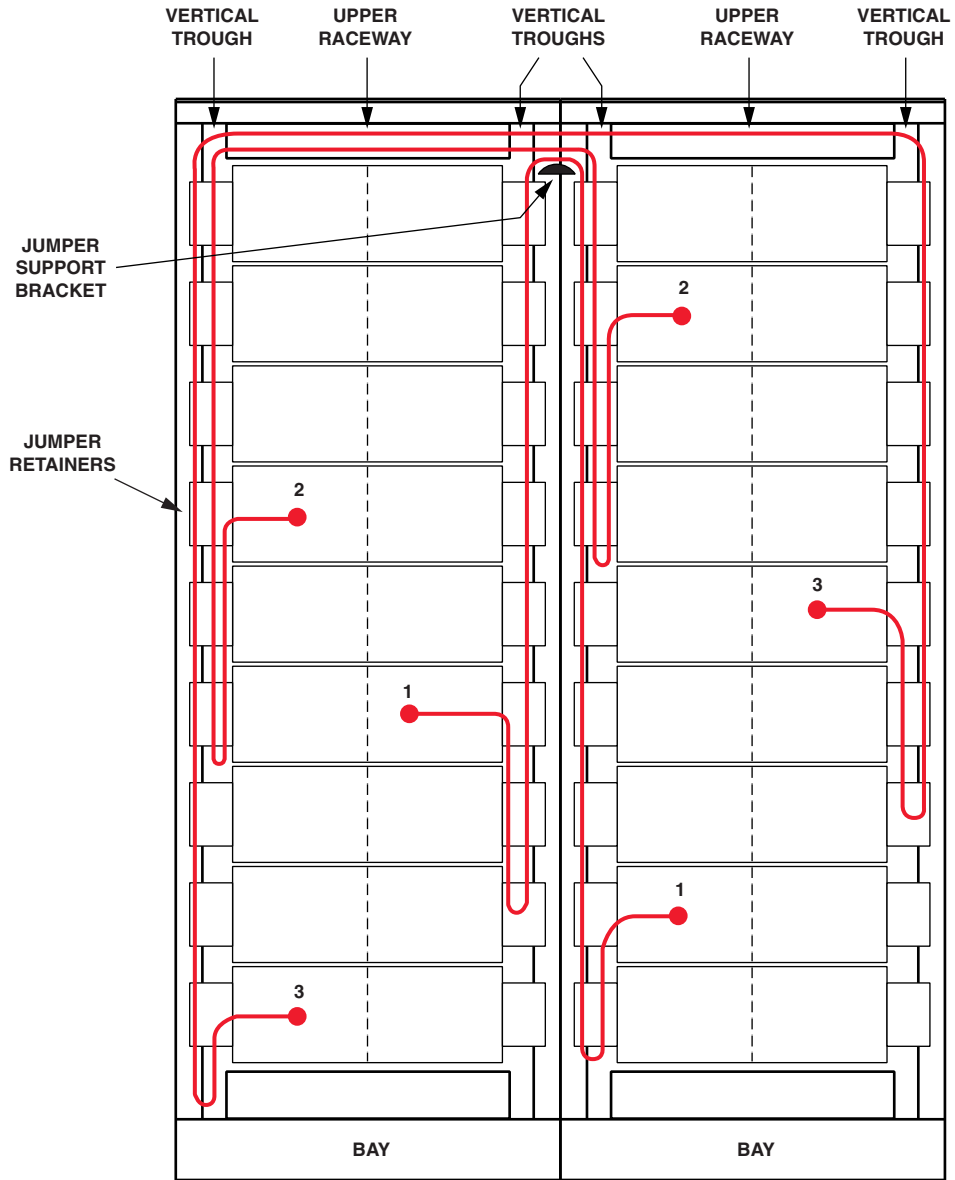 VERTICAL
TROUGH
UPPER
RACEWAY
VERTICAL
TROUGHS
UPPER
RACEWAY
VERTICAL
TROUGH
JUMPER
SUPPORT
BRACKET
2
JUMPER
RETAINERS
2
3
1
1
3
BAY
BAY